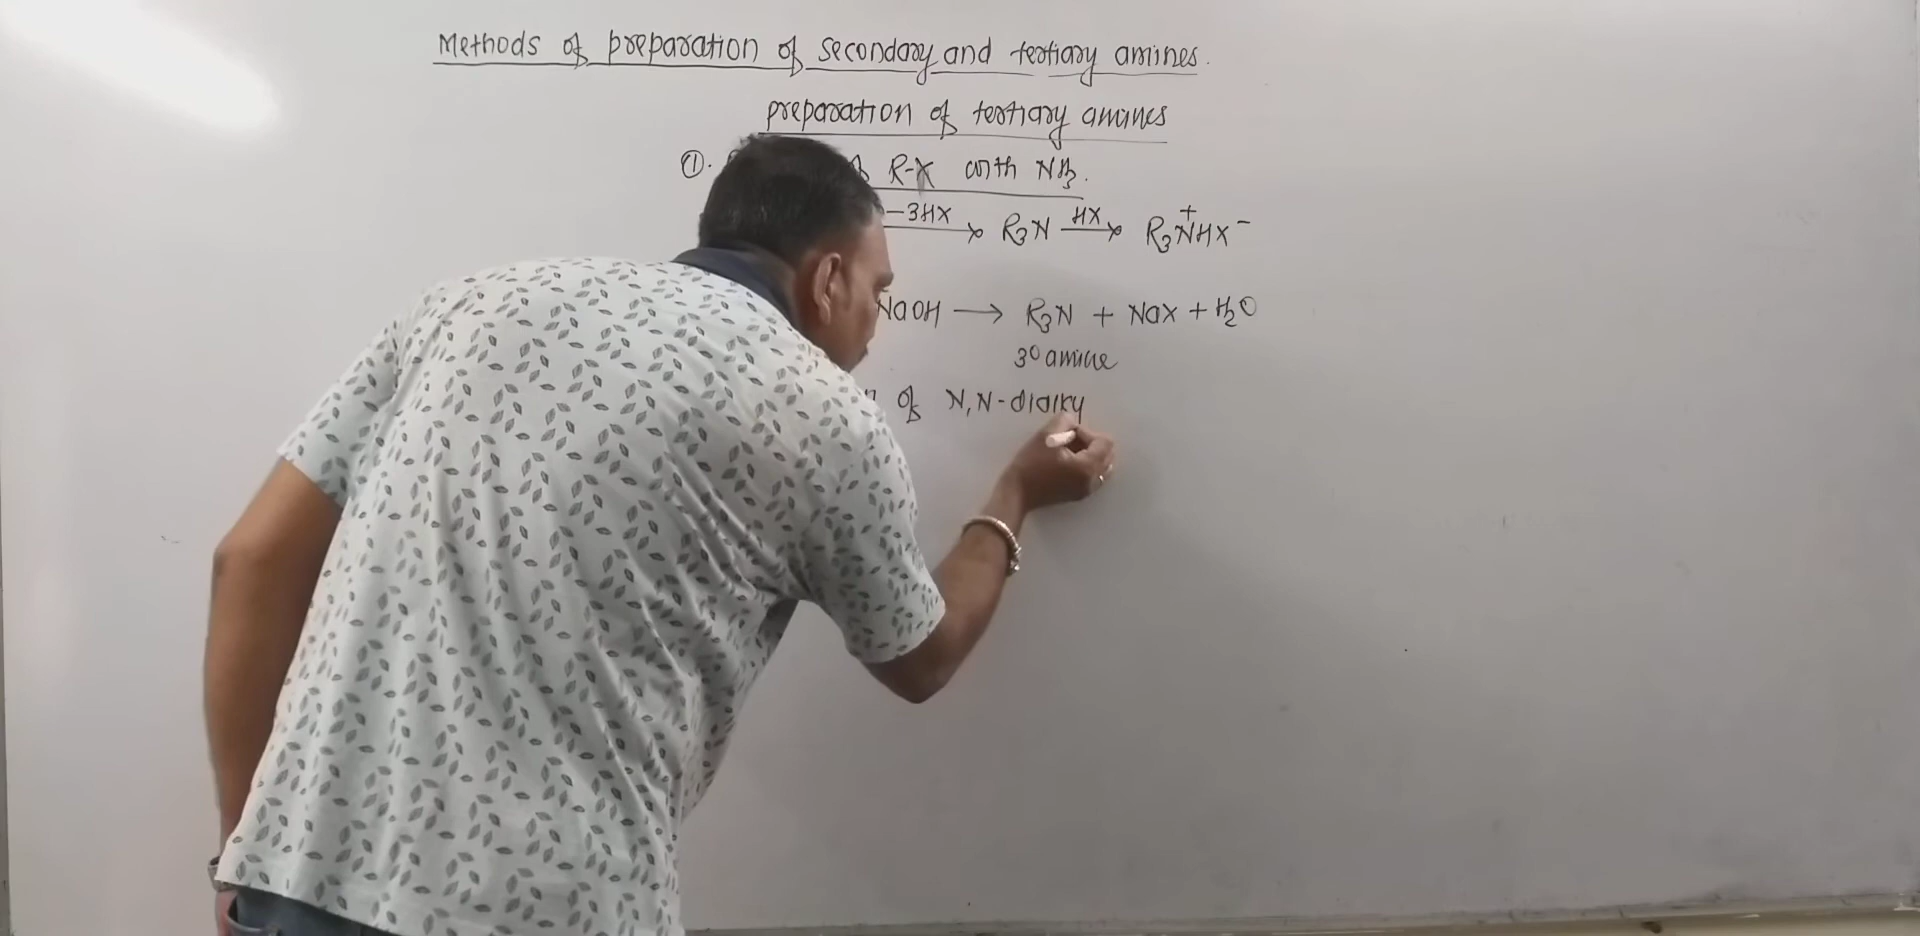 Methods of preparation of secondary and tertiary amines.
preparation of tertiary amines
①. R-X with NH₃.
-3HX → R₃N HX → R₃N⁺HX⁻
NaOH → R₃N + NaX + H₂O
3° amine
of N,N-dialky